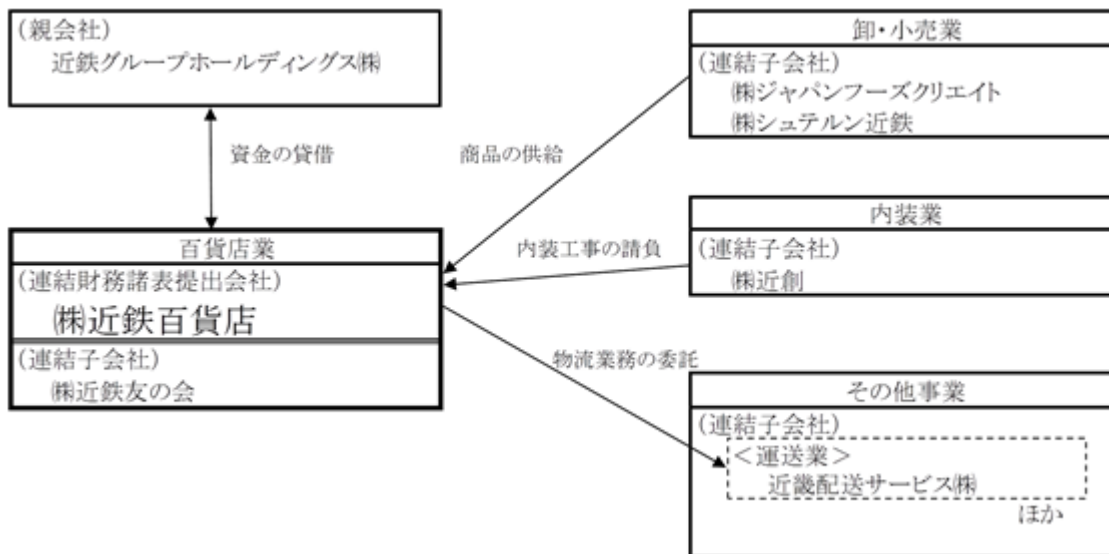 (親会社)
近鉄グループホールディングス㈱
資金の貸借
百貨店業
(連結財務諸表提出会社)
㈱近鉄百貨店
(連結子会社)
㈱近鉄友の会
商品の供給
内装工事の請負
物流業務の委託
卸・小売業
(連結子会社)
㈱ジャパンフーズクリエイト
㈱シュテルン近鉄
内装業
(連結子会社)
㈱近創
その他事業
(連結子会社)
<運送業>
近畿配送サービス㈱
ほか